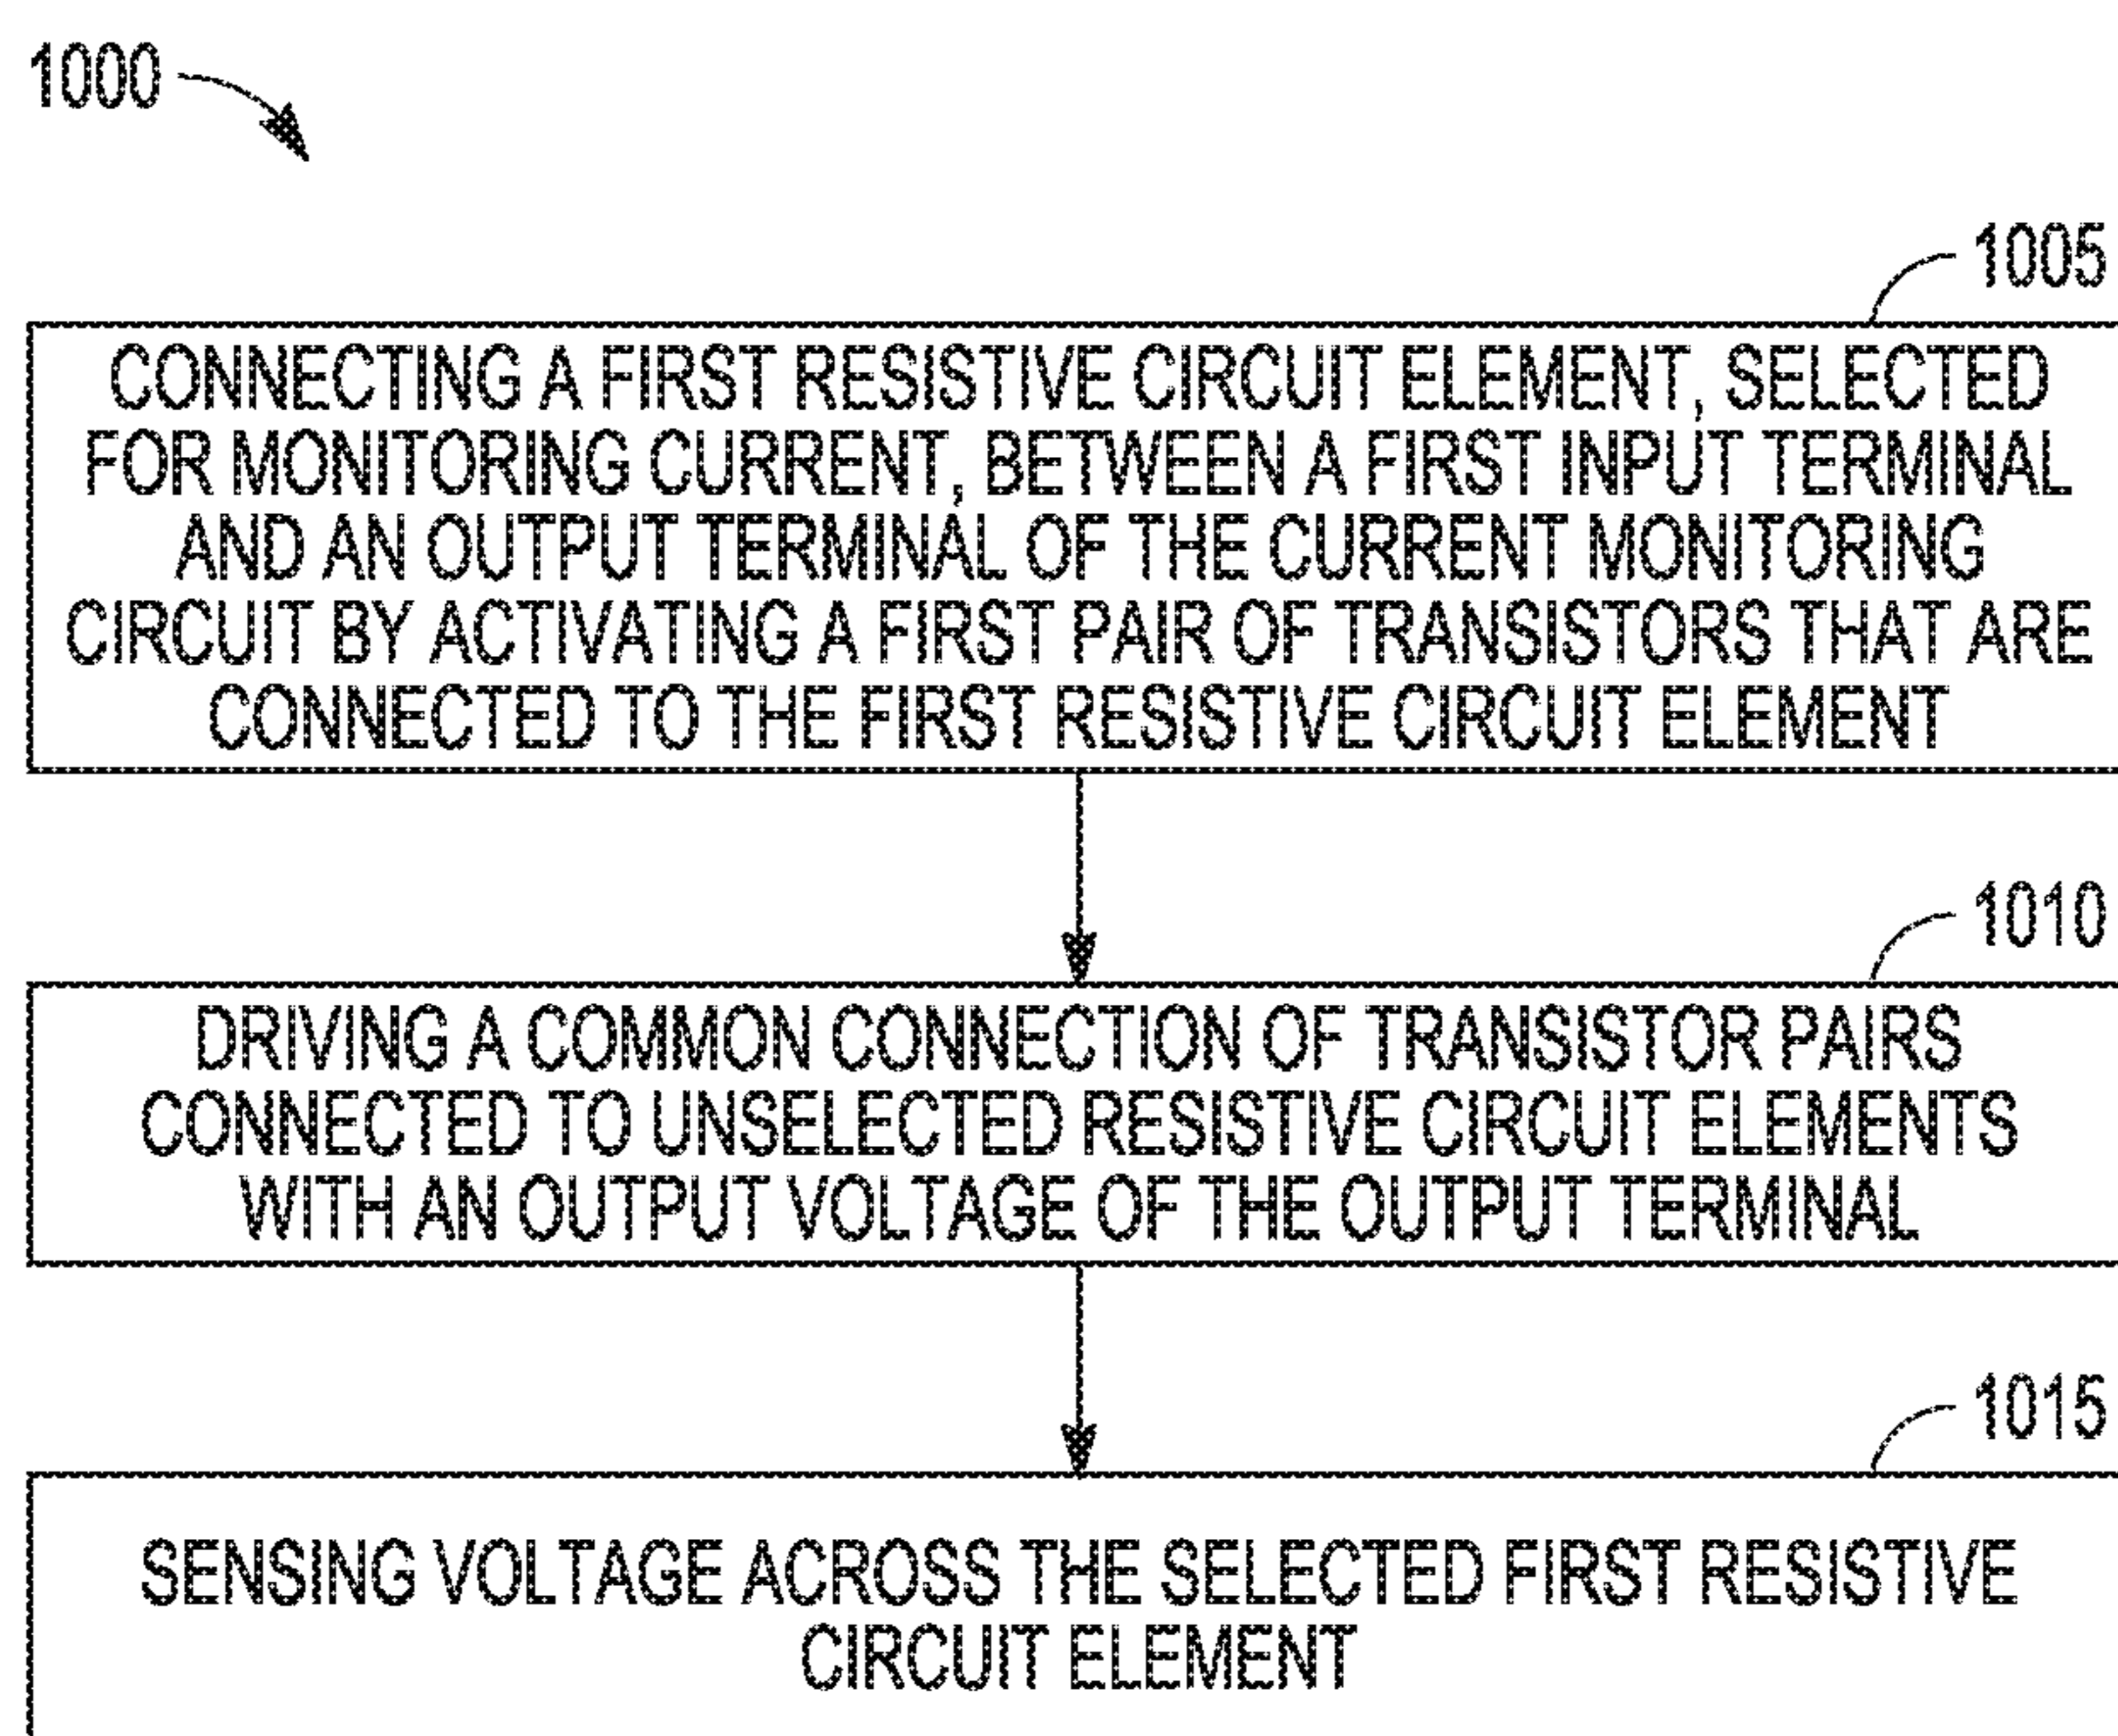 1000
1005
CONNECTING A FIRST RESISTIVE CIRCUIT ELEMENT, SELECTED
FOR MONITORING CURRENT, BETWEEN A FIRST INPUT TERMINAL
AND AN OUTPUT TERMINAL OF THE CURRENT MONITORING
CIRCUIT BY ACTIVATING A FIRST PAIR OF TRANSISTORS THAT ARE
CONNECTED TO THE FIRST RESISTIVE CIRCUIT ELEMENT
1010
DRIVING A COMMON CONNECTION OF TRANSISTOR PAIRS
CONNECTED TO UNSELECTED RESISTIVE CIRCUIT ELEMENTS
WITH AN OUTPUT VOLTAGE OF THE OUTPUT TERMINAL
1015
SENSING VOLTAGE ACROSS THE SELECTED FIRST RESISTIVE
CIRCUIT ELEMENT